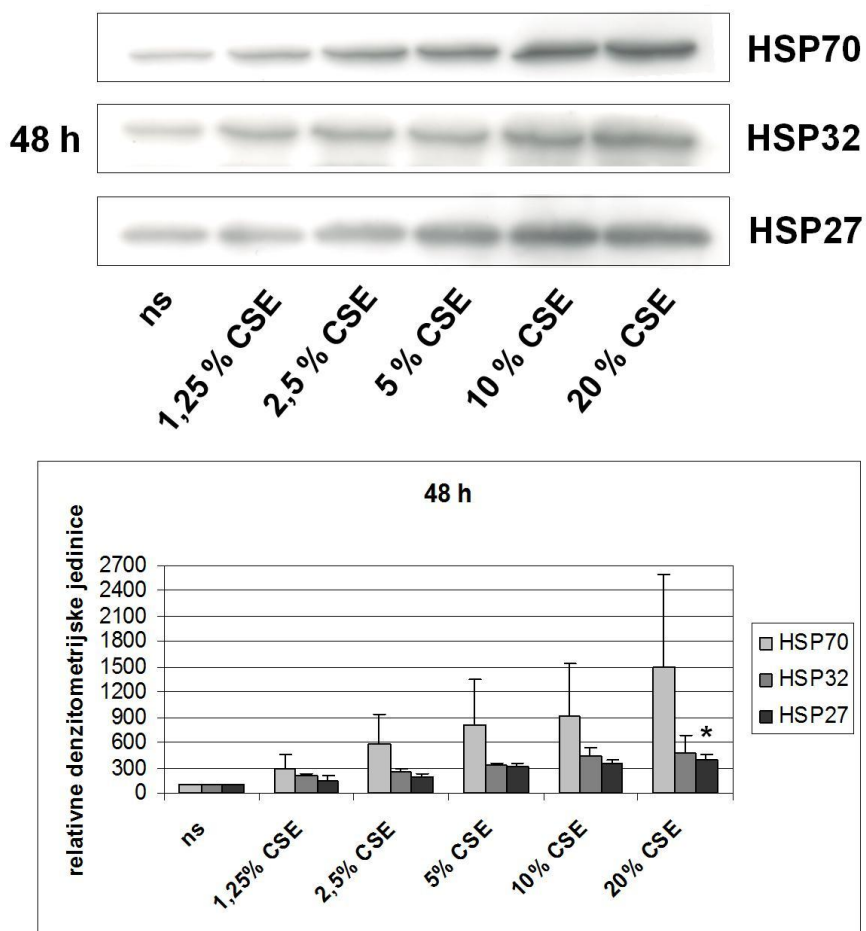 HSP70
48 h
HSP32
HSP27
ns
1,25 % CSE
2,5 % CSE
5 % CSE
10 % CSE
20 % CSE
48 h
relativne denzitometrijske jedinice
2700
2400
2100
1800
1500
1200
900
600
300
0
*
HSP70
HSP32
HSP27
ns
1,25% CSE
2,5% CSE
5% CSE
10% CSE
20% CSE